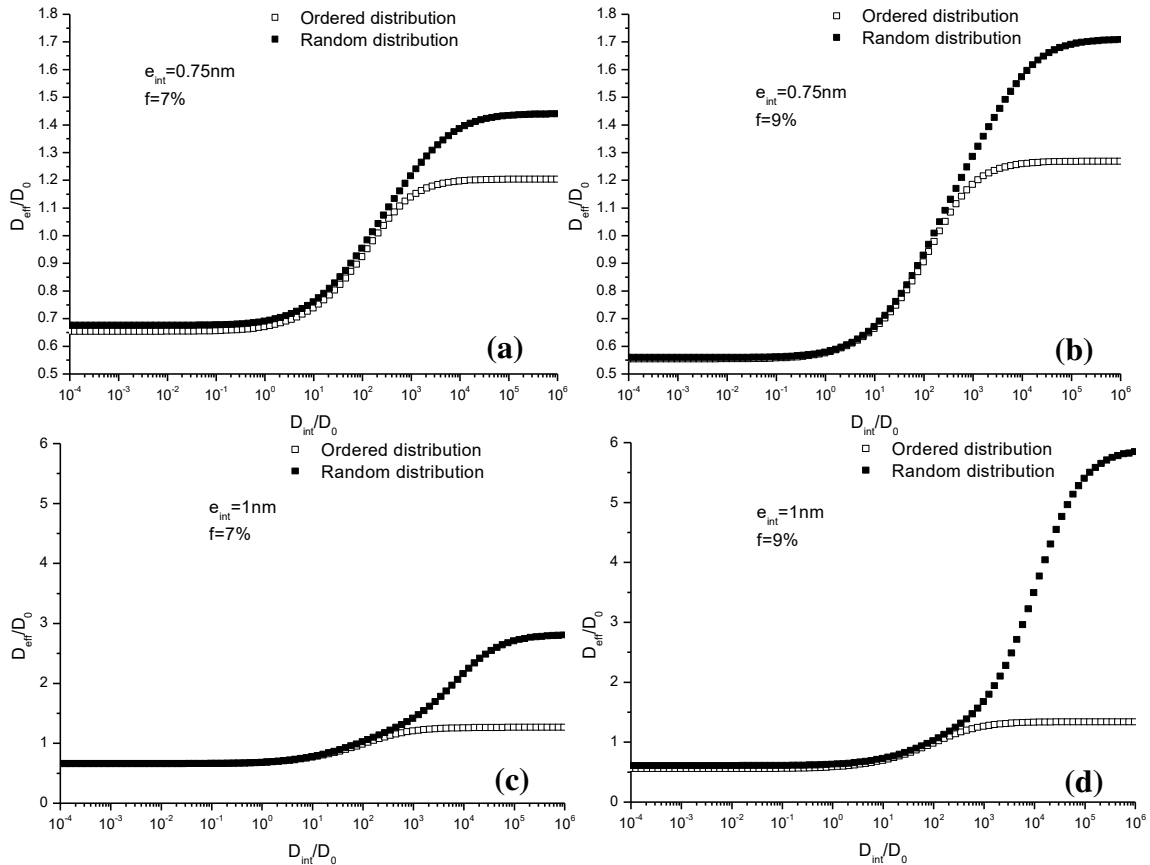 Ordered distribution
Random distribution
e_int=0.75nm
f=7%
1.8
1.7
1.6
1.5
1.4
1.3
1.2
1.1
1.0
0.9
0.8
0.7
0.6
0.5
D_eff/D_0
(a)
10^-4 10^-3 10^-2 10^-1 10^0 10^1 10^2 10^3 10^4 10^5 10^6
D_int/D_0
Ordered distribution
Random distribution
e_int=0.75nm
f=9%
1.8
1.7
1.6
1.5
1.4
1.3
1.2
1.1
1.0
0.9
0.8
0.7
0.6
0.5
D_eff/D_0
(b)
10^-4 10^-3 10^-2 10^-1 10^0 10^1 10^2 10^3 10^4 10^5 10^6
D_int/D_0
Ordered distribution
Random distribution
e_int=1nm
f=7%
6
5
4
3
2
1
0
D_eff/D_0
(c)
10^-4 10^-3 10^-2 10^-1 10^0 10^1 10^2 10^3 10^4 10^5 10^6
D_int/D_0
Ordered distribution
Random distribution
e_int=1nm
f=9%
6
5
4
3
2
1
0
D_eff/D_0
(d)
10^-4 10^-3 10^-2 10^-1 10^0 10^1 10^2 10^3 10^4 10^5 10^6
D_int/D_0